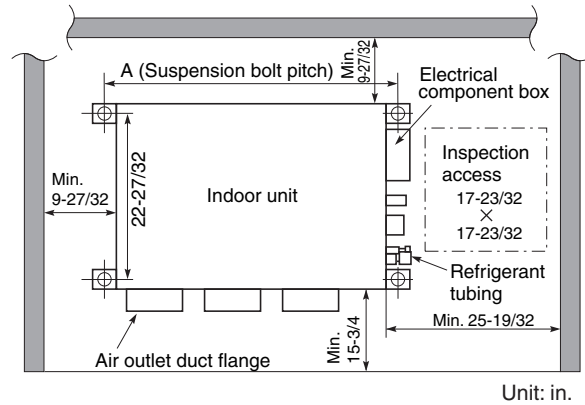 A (Suspension bolt pitch)
Min.
9-27/32
Electrical
component box
Inspection
access
17-23/32
×
17-23/32
Min.
9-27/32
22-27/32
Indoor unit
Refrigerant
tubing
Min. 25-19/32
Min.
15-3/4
Air outlet duct flange
Unit: in.